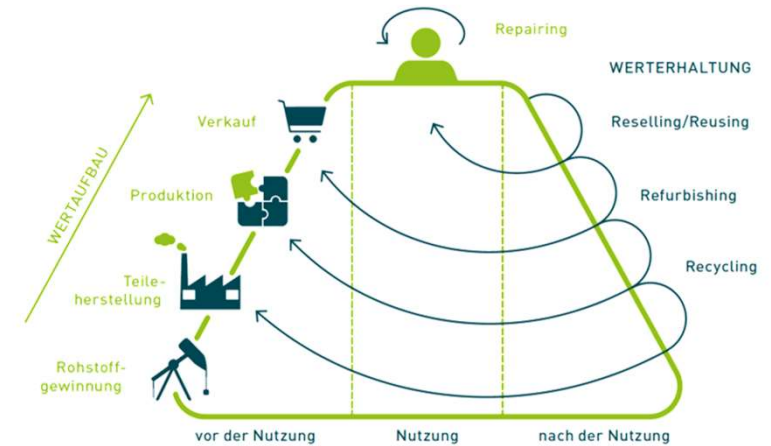 Repairing
WERTERHALTUNG
Verkauf
Reselling/Reusing
WERTAUFBAU
Produktion
Refurbishing
Teile-
herstellung
Recycling
Rohstoff-
gewinnung
vor der Nutzung
Nutzung
nach der Nutzung